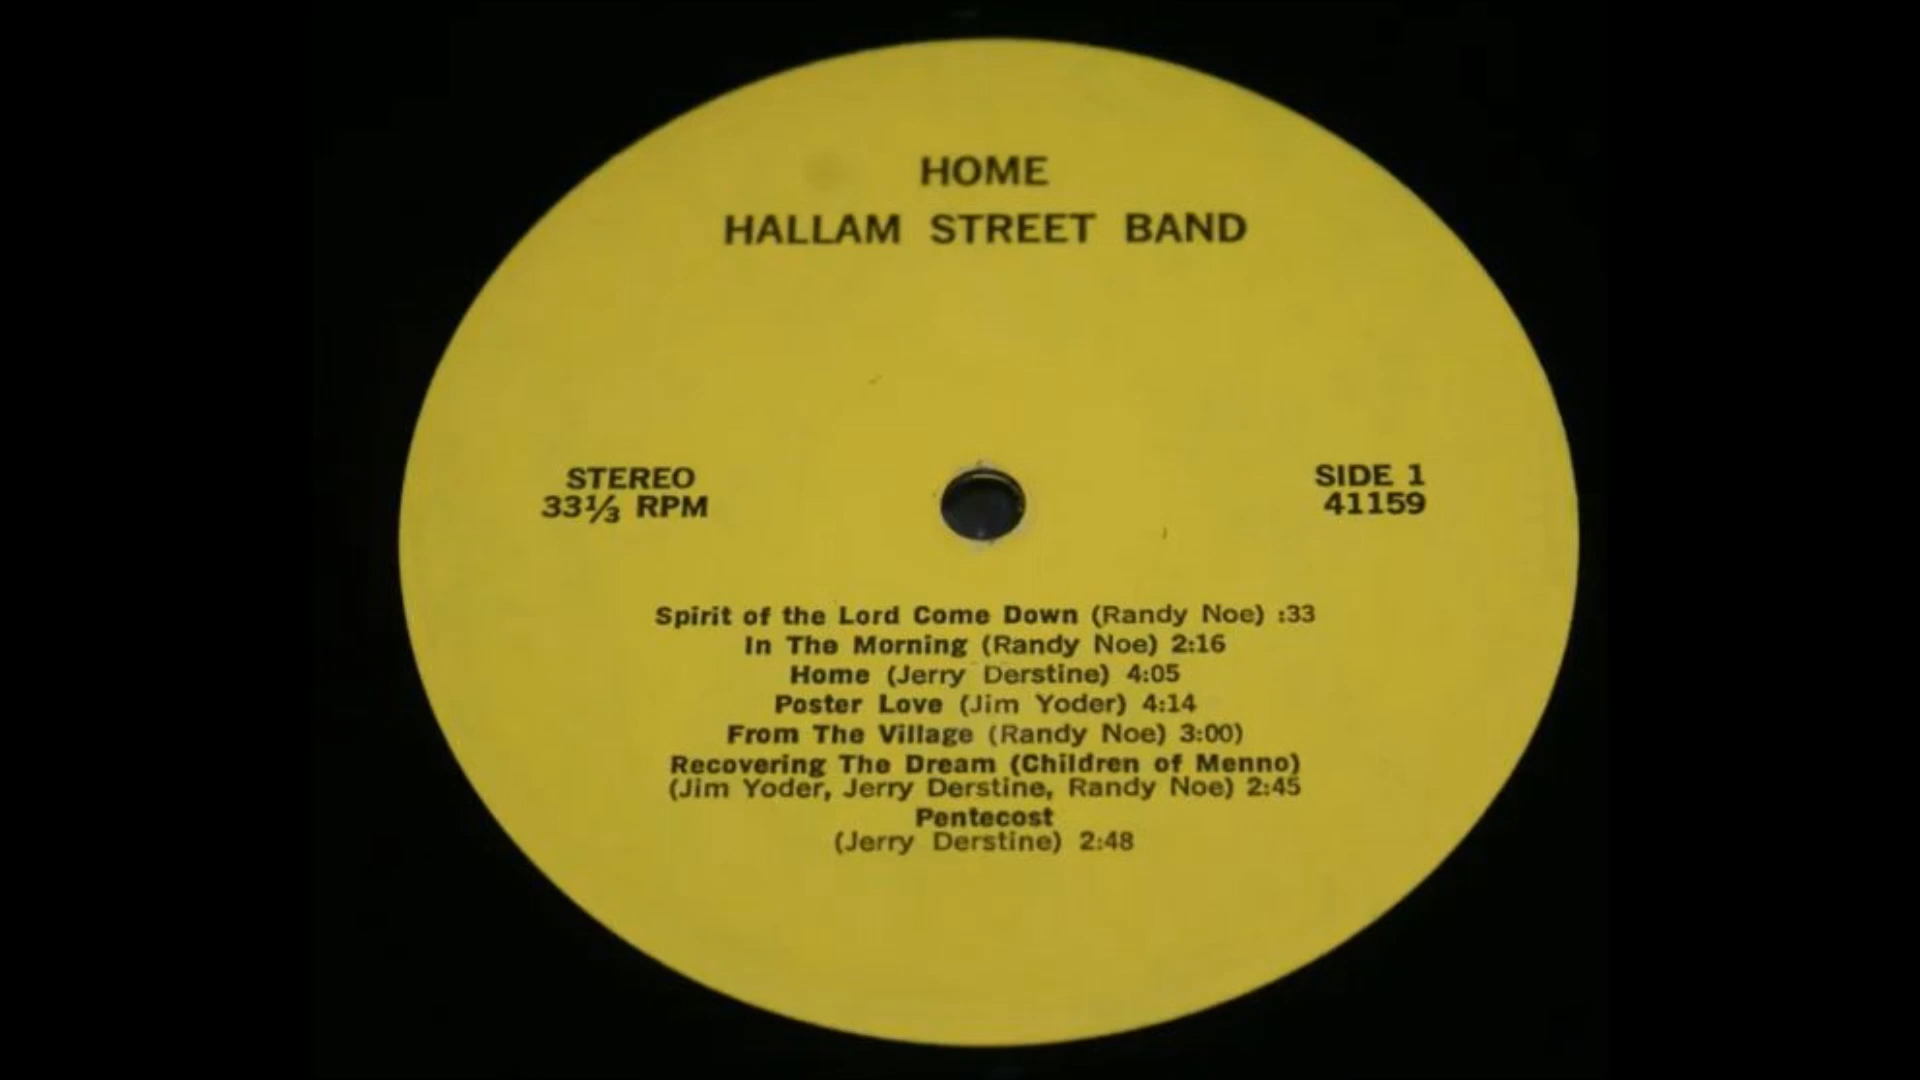 HOME
HALLAM STREET BAND
STEREO
33⅓ RPM
SIDE 1
41159
Spirit of the Lord Come Down (Randy Noe) :33
In The Morning (Randy Noe) 2:16
Home (Jerry Derstine) 4:05
Poster Love (Jim Yoder) 4:14
From The Village (Randy Noe) 3:00)
Recovering The Dream (Children of Menno)
(Jim Yoder, Jerry Derstine, Randy Noe) 2:45
Pentecost
(Jerry Derstine) 2:48